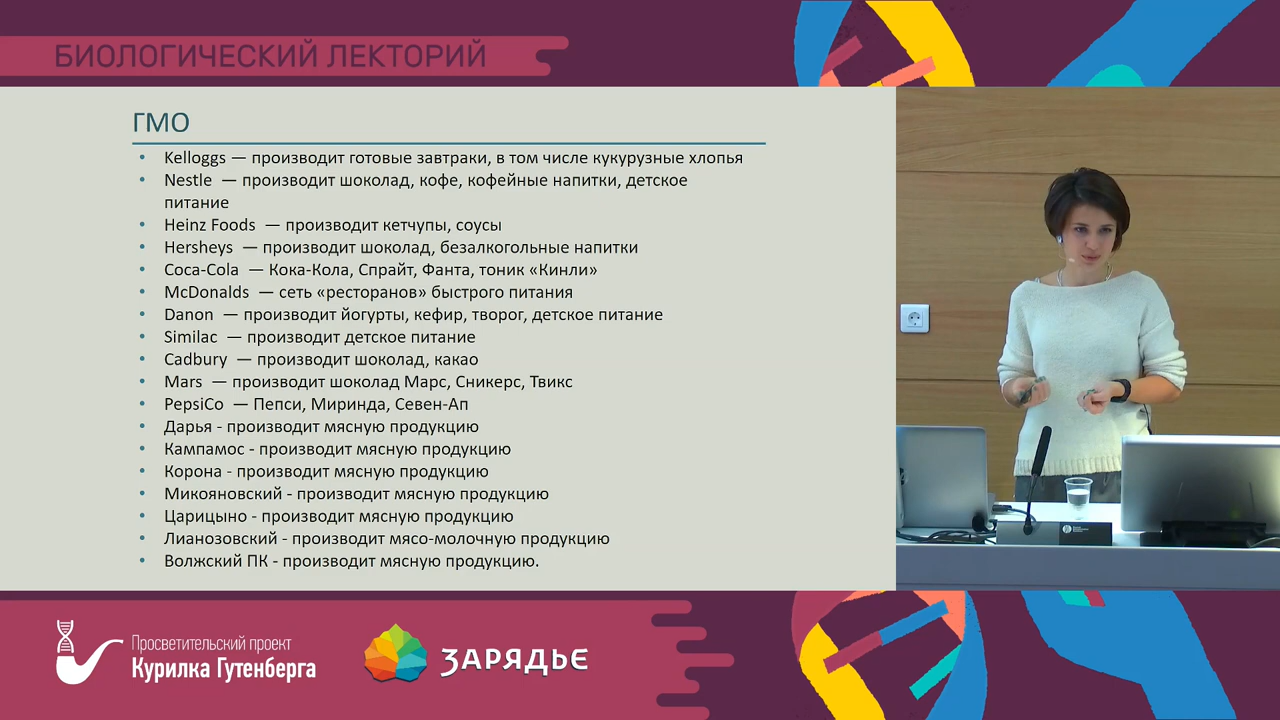 БИОЛОГИЧЕСКИЙ ЛЕКТОРИЙ
ГМО
• Kelloggs — производит готовые завтраки, в том числе кукурузные хлопья
• Nestle — производит шоколад, кофе, кофейные напитки, детское
питание
• Heinz Foods — производит кетчупы, соусы
• Hersheys — производит шоколад, безалкогольные напитки
• Coca-Cola — Кока-Кола, Спрайт, Фанта, тоник «Кинли»
• McDonalds — сеть «ресторанов» быстрого питания
• Danon — производит йогурты, кефир, творог, детское питание
• Similac — производит детское питание
• Cadbury — производит шоколад, какао
• Mars — производит шоколад Марс, Сникерс, Твикс
• PepsiCo — Пепси, Миринда, Севен-Ап
• Дарья - производит мясную продукцию
• Кампамос - производит мясную продукцию
• Корона - производит мясную продукцию
• Микояновский - производит мясную продукцию
• Царицыно - производит мясную продукцию
• Лианозовский - производит мясо-молочную продукцию
• Волжский ПК - производит мясную продукцию.
Просветительский проект
Курилка Гутенберга
ЗАРЯДЬЕ